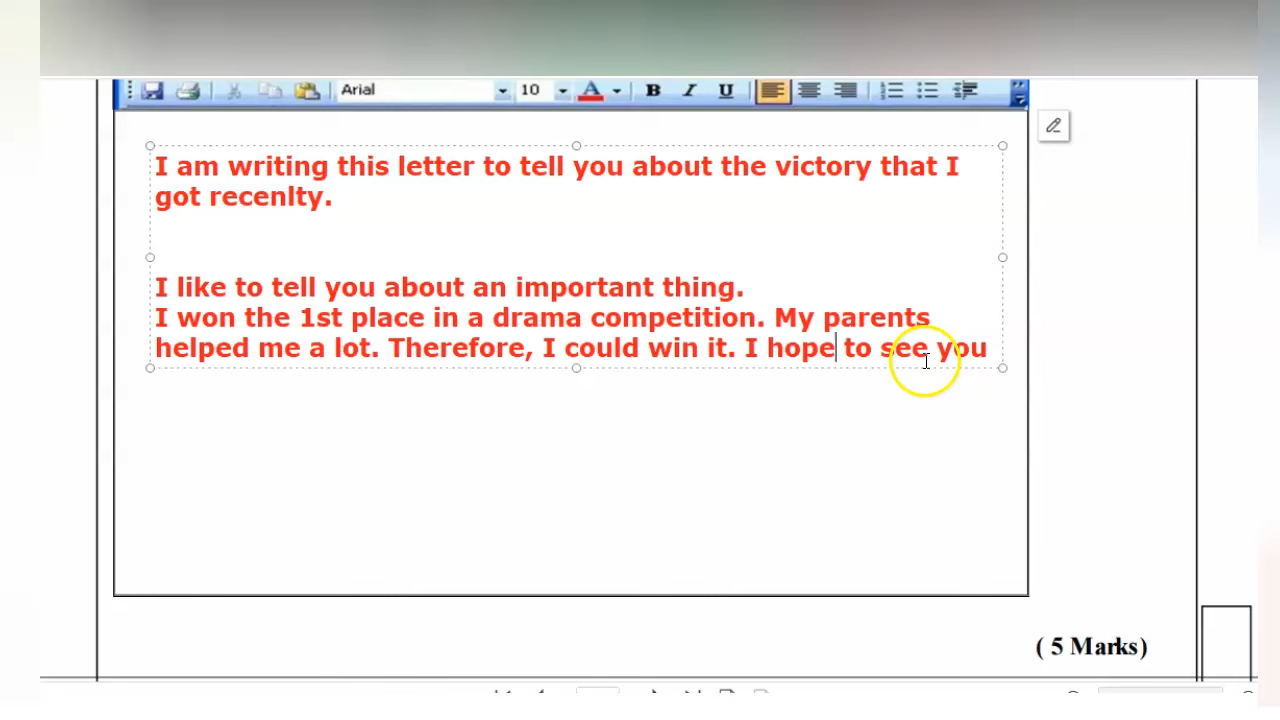 Arial 10 A B I U
I am writing this letter to tell you about the victory that I
got recenlty.
I like to tell you about an important thing.
I won the 1st place in a drama competition. My parents
helped me a lot. Therefore, I could win it. I hope to see you
( 5 Marks)